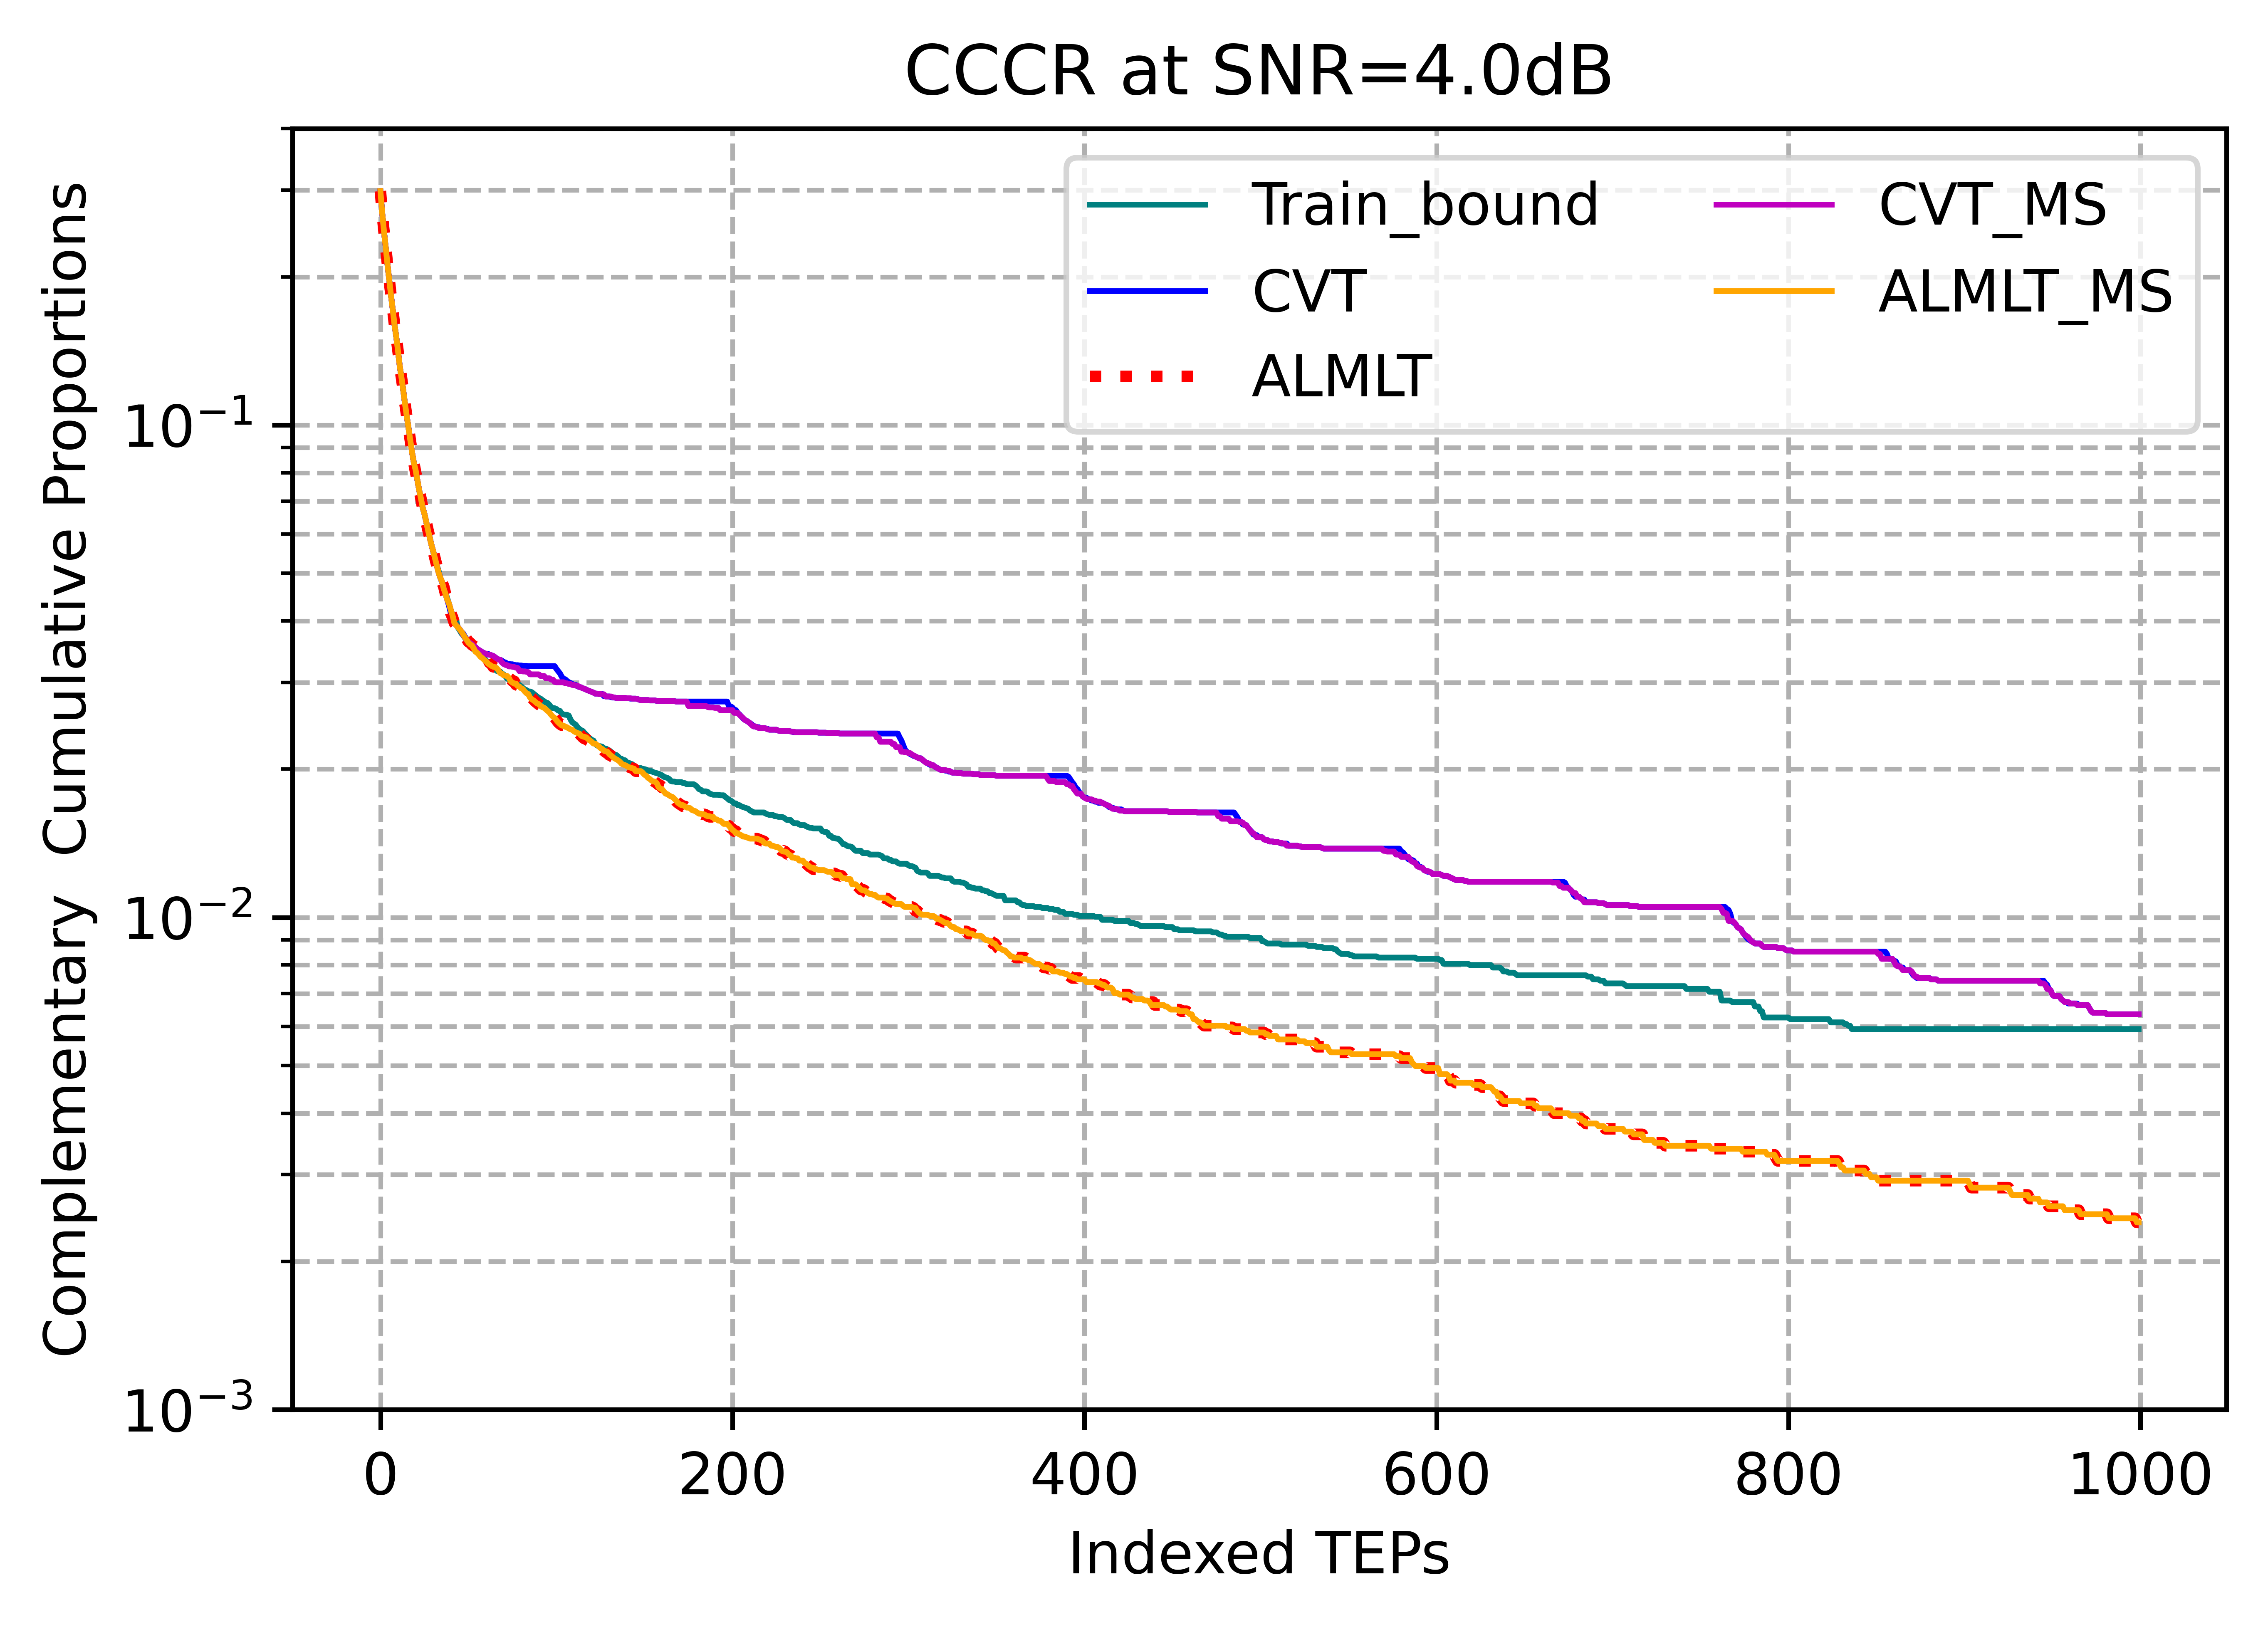 CCCR at SNR=4.0dB
Complementary Cumulative Proportions
Train_bound
CVT
ALMLT
CVT_MS
ALMLT_MS
10⁻¹
10⁻²
10⁻³
0 200 400 600 800 1000
Indexed TEPs